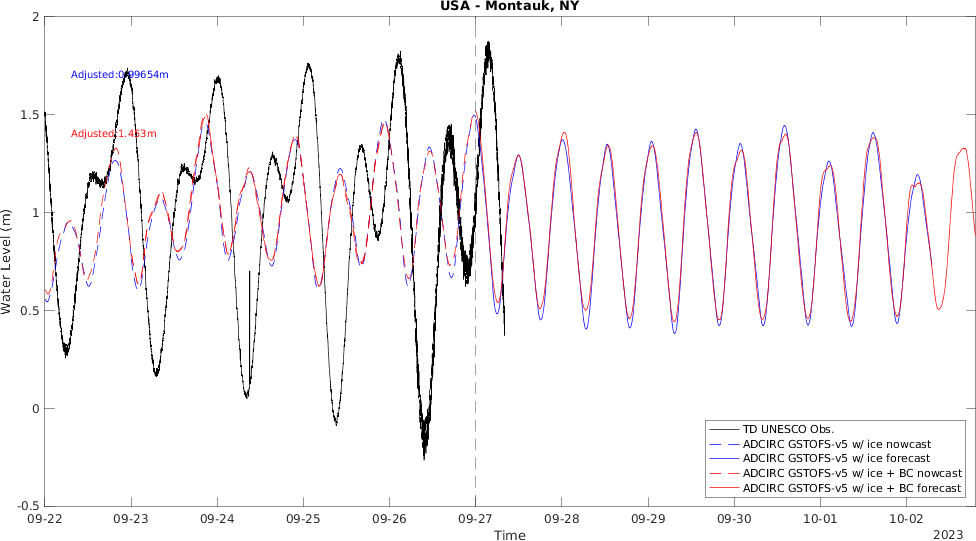 USA - Montauk, NY
Water Level (m)
2
1.5
1
0.5
0
-0.5
Adjusted:0.99654m
Adjusted:1.453m
TD UNESCO Obs.
ADCIRC GSTOFS-v5 w/ ice nowcast
ADCIRC GSTOFS-v5 w/ ice forecast
ADCIRC GSTOFS-v5 w/ ice + BC nowcast
ADCIRC GSTOFS-v5 w/ ice + BC forecast
09-22 09-23 09-24 09-25 09-26 09-27 09-28 09-29 09-30 10-01 10-02
Time
2023